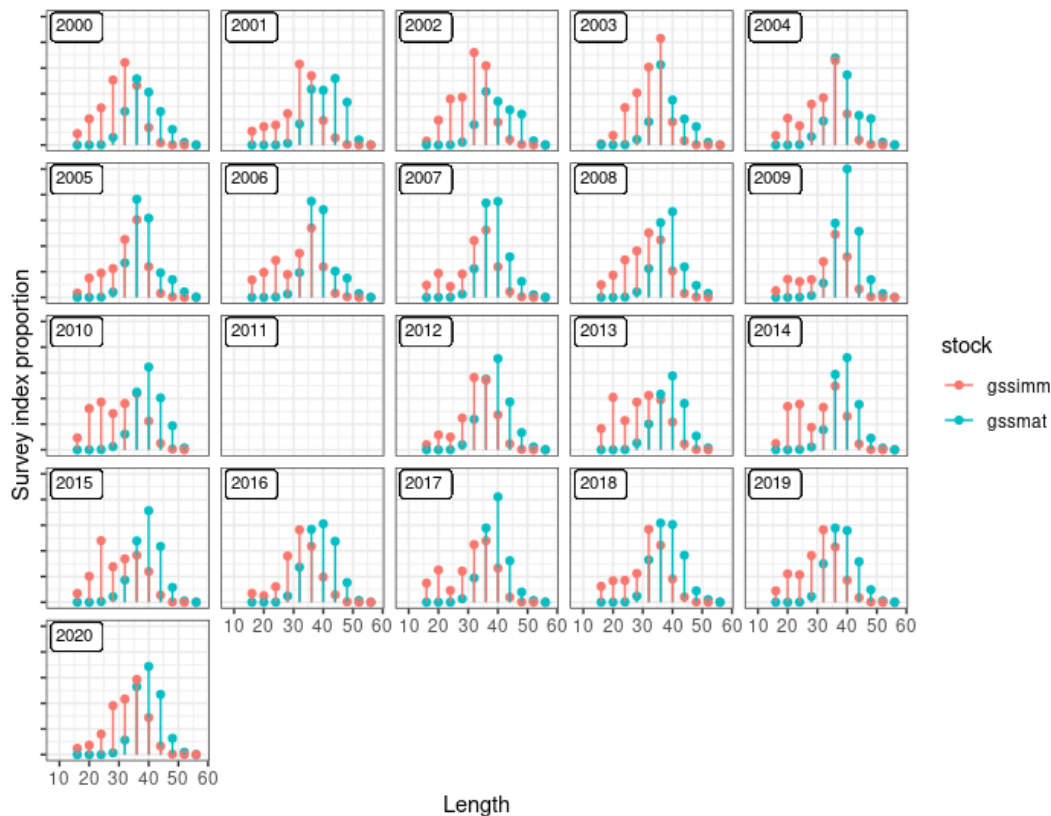 2000 2001 2002 2003 2004
2005 2006 2007 2008 2009
2010 2011 2012 2013 2014
2015 2016 2017 2018 2019
10 20 30 40 50 60 10 20 30 40 50 60 10 20 30 40 50 60 10 20 30 40 50 60
2020
10 20 30 40 50 60
Length
Survey index proportion
stock
gssimm
gssmat